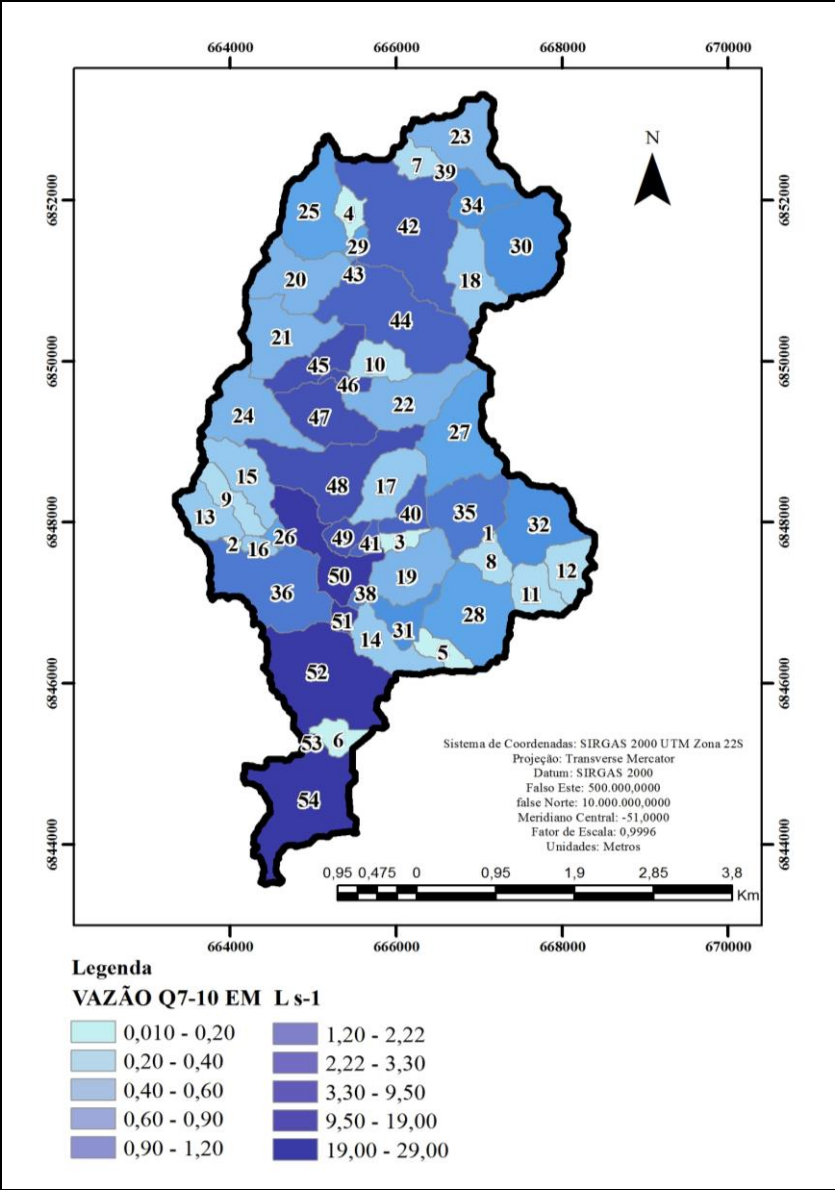 664000 666000 668000 670000
N
6852000 6852000
6850000 6850000
6848000 6848000
6846000 6846000
6844000 6844000
23
7
39
25
4
42
34
29
30
20
43
18
44
21
45
10
46
24
47
22
27
15
48
17
9
13
40
35
32
2
16
26
49
41
3
1
8
12
36
50
38
19
11
51
14
31
28
5
52
53
6
54
Sistema de Coordenadas: SIRGAS 2000 UTM Zona 22S
Projeção: Transverse Mercator
Datum: SIRGAS 2000
Falso Este: 500.000,0000
false Norte: 10.000.000,0000
Meridiano Central: -51,0000
Fator de Escala: 0,9996
Unidades: Metros
0,95 0,475 0 0,95 1,9 2,85 3,8
Km
664000 666000 668000 670000
Legenda
VAZÃO Q7-10 EM L s-1
0,010 - 0,20
0,20 - 0,40
0,40 - 0,60
0,60 - 0,90
0,90 - 1,20
1,20 - 2,22
2,22 - 3,30
3,30 - 9,50
9,50 - 19,00
19,00 - 29,00